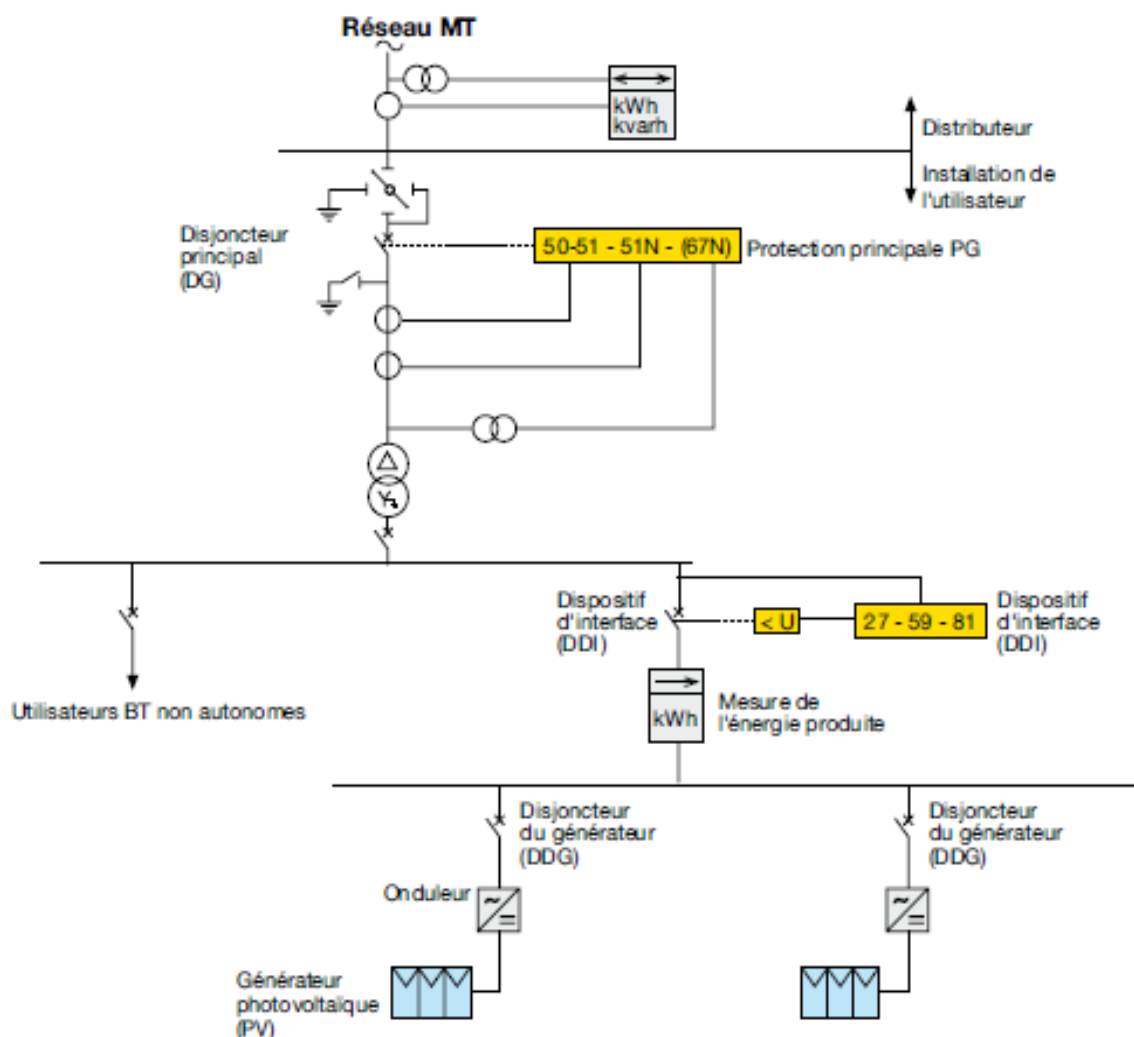 Réseau MT
kWh
kvarh
Distributeur
Installation de
l'utilisateur
Disjoncteur
principal
(DG)
50-51 - 51N - (67N)
Protection principale PG
Dispositif
d'interface
(DDI)
< U
27 - 59 - 81
Dispositif
d'interface
(DDI)
Utilisateurs BT non autonomes
kWh
Mesure de
l'énergie produite
Disjoncteur
du générateur
(DDG)
Disjoncteur
du générateur
(DDG)
Onduleur
Générateur
photovoltaïque
(PV)